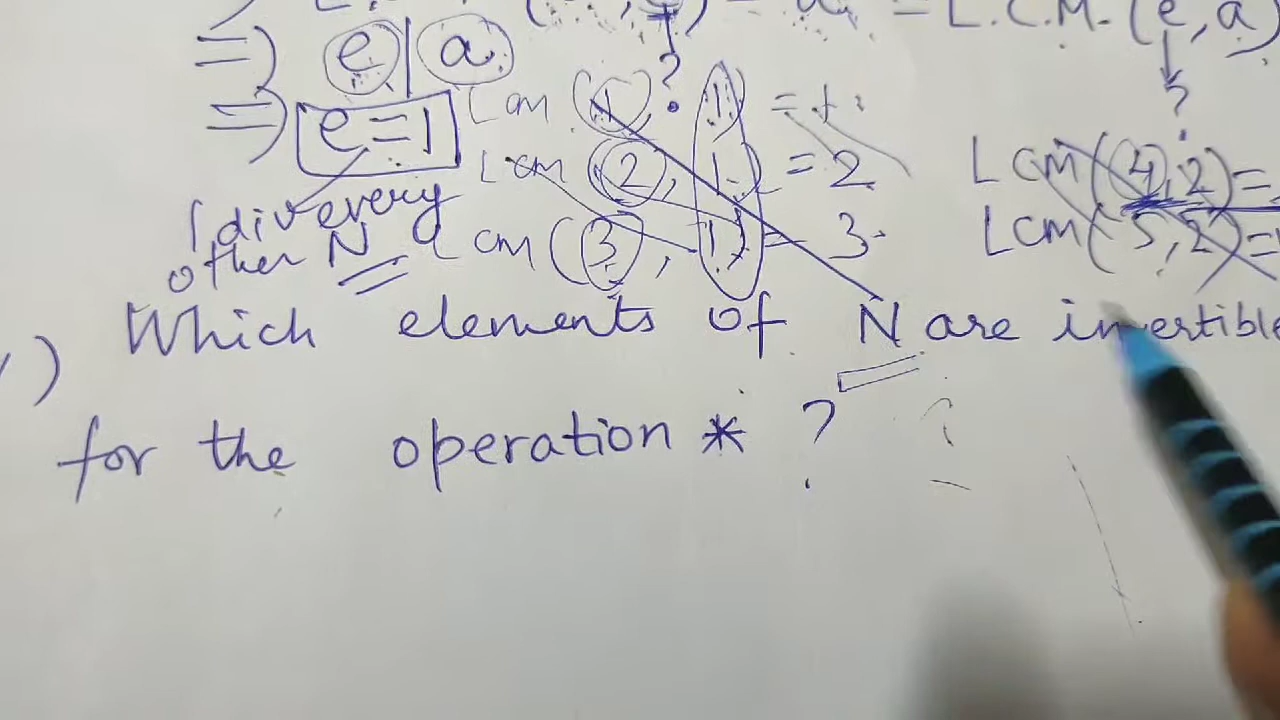 = L.C.M. (e, a)
=> e | a ?
=> e = 1 Lcm (1, 1) = 1 ?
Lcm (2, 1) = 2 Lcm (4, 2) =
1 div every Lcm (3, 1) = 3. Lcm (5, 2) =
other N
) Which elements of N are invertible
for the operation * ?